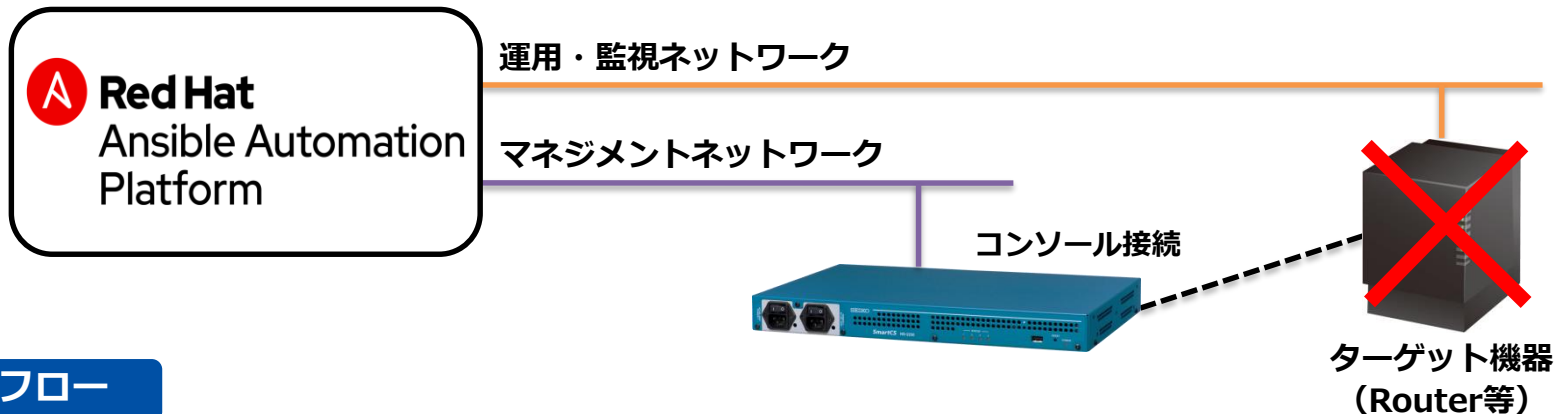 運用・監視ネットワーク
Red Hat
Ansible Automation
Platform
マネジメントネットワーク
コンソール接続
SEIKO
SmartCS
ターゲット機器
（Router等）
フロー